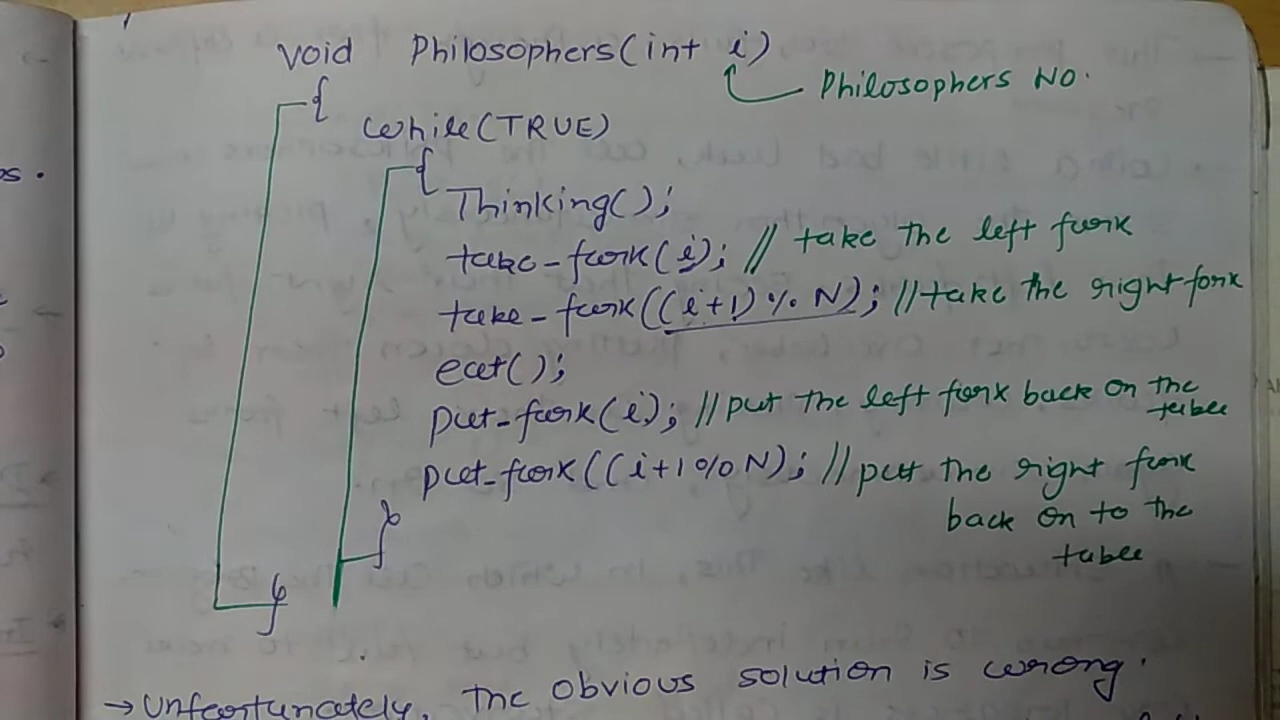 void Philosophers(int i)
Philosophers No.
{
while(TRUE)
{
Thinking();
take-fork(i); // take the left fork
take-fork((i+1)%N); //take the right fork
eat();
put-fork(i); //put the left fork back on the
table
put-fork((i+1%N); //put the right fork
back on to the
table
}
}
→ Unfortunately, The obvious solution is wrong.
os.